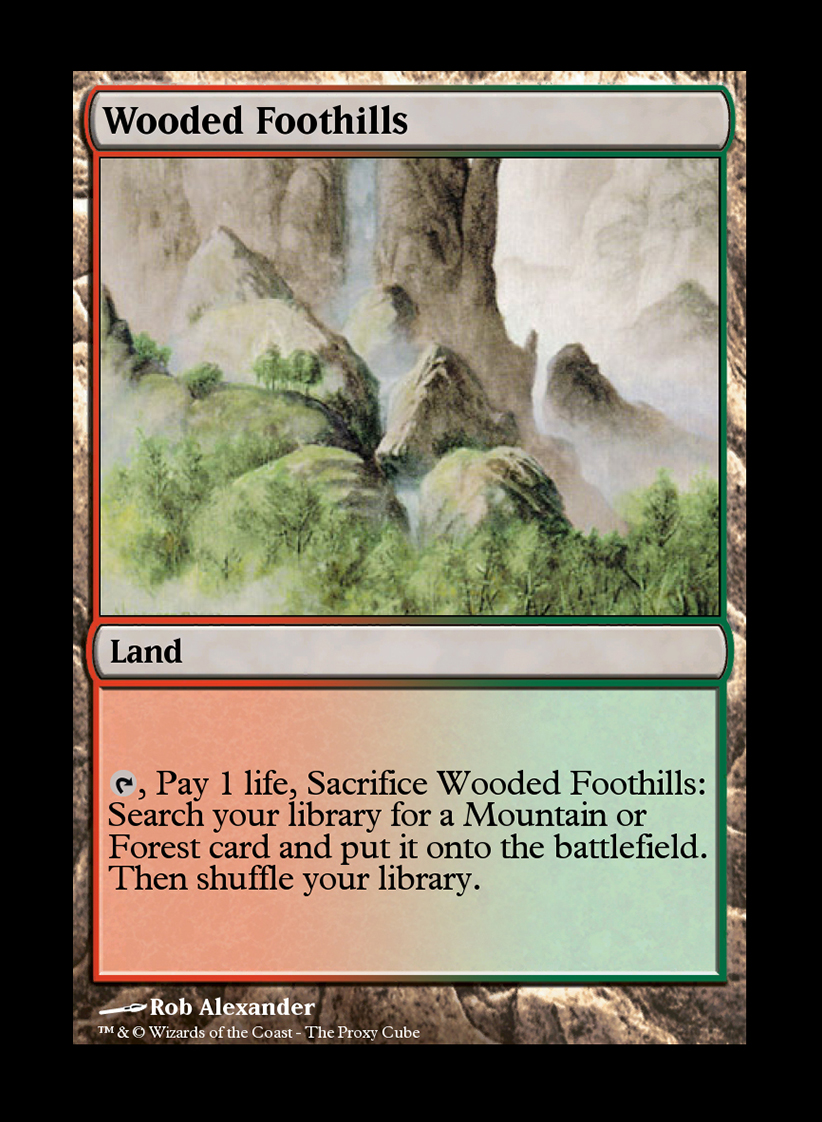 Wooded Foothills
Land
, Pay 1 life, Sacrifice Wooded Foothills:
Search your library for a Mountain or
Forest card and put it onto the battlefield.
Then shuffle your library.
Rob Alexander
™ & © Wizards of the Coast - The Proxy Cube